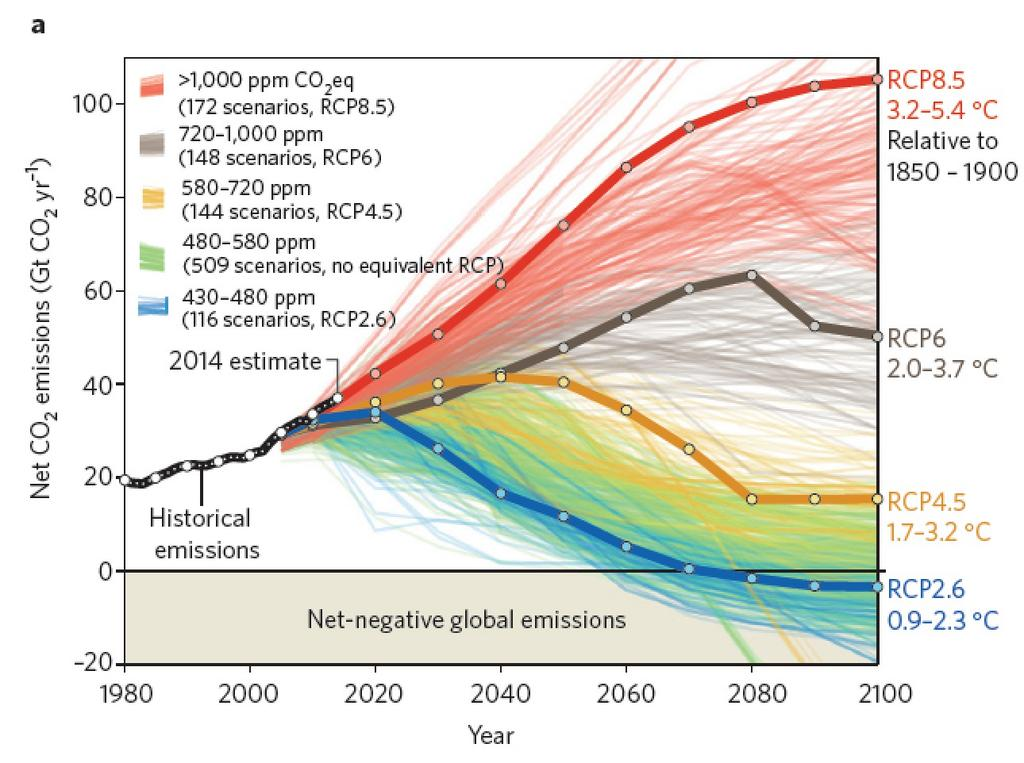 a
>1,000 ppm CO₂eq
(172 scenarios, RCP8.5)
720–1,000 ppm
(148 scenarios, RCP6)
580–720 ppm
(144 scenarios, RCP4.5)
480–580 ppm
(509 scenarios, no equivalent RCP)
430–480 ppm
(116 scenarios, RCP2.6)
2014 estimate
Historical
emissions
Net-negative global emissions
RCP8.5
3.2–5.4 °C
Relative to
1850 – 1900
RCP6
2.0–3.7 °C
RCP4.5
1.7–3.2 °C
RCP2.6
0.9–2.3 °C
Net CO₂ emissions (Gt CO₂ yr⁻¹)
100
80
60
40
20
0
–20
1980 2000 2020 2040 2060 2080 2100
Year